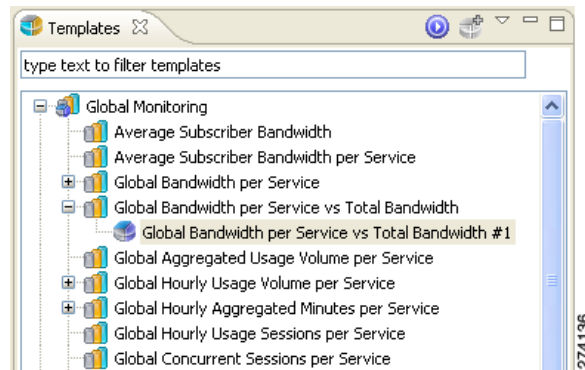 Templates
type text to filter templates
Global Monitoring
Average Subscriber Bandwidth
Average Subscriber Bandwidth per Service
Global Bandwidth per Service
Global Bandwidth per Service vs Total Bandwidth
Global Bandwidth per Service vs Total Bandwidth #1
Global Aggregated Usage Volume per Service
Global Hourly Usage Volume per Service
Global Hourly Aggregated Minutes per Service
Global Hourly Usage Sessions per Service
Global Concurrent Sessions per Service
274136